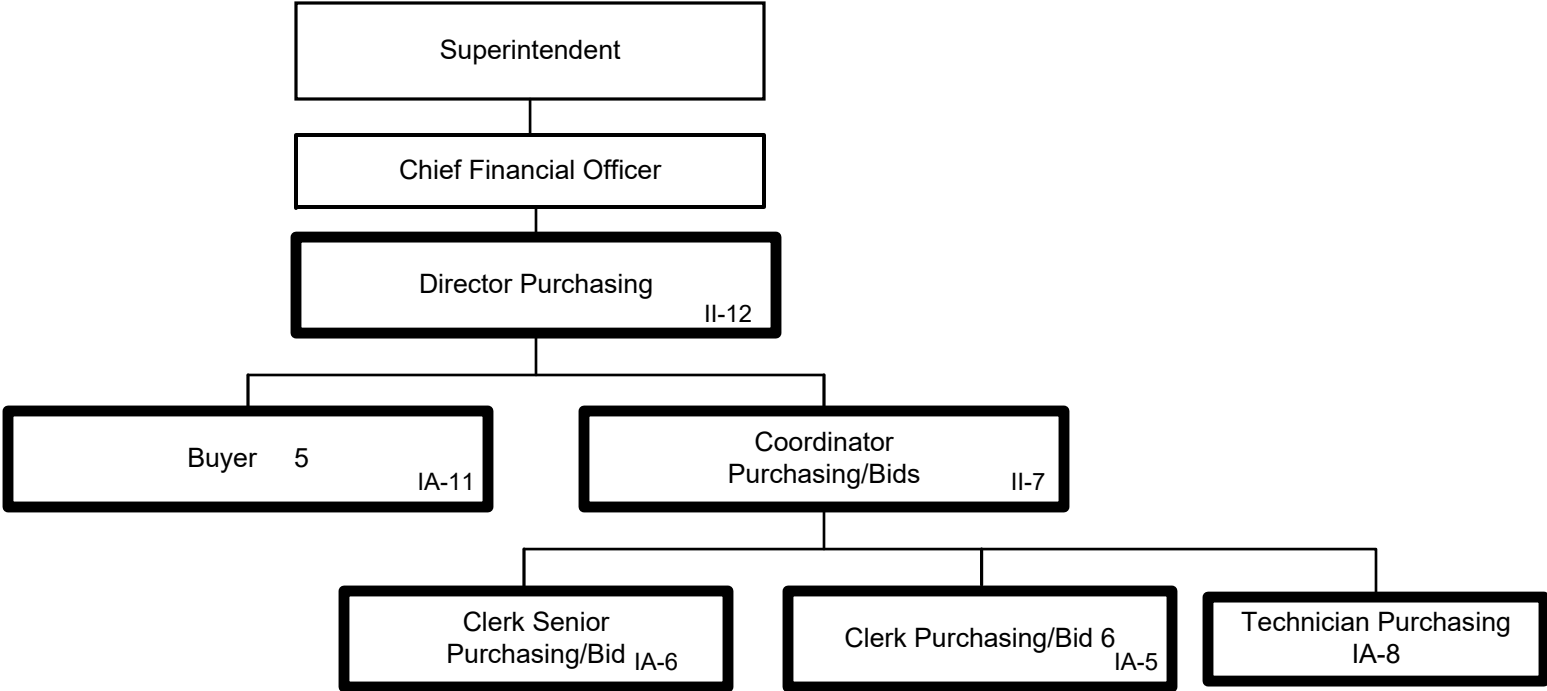 Superintendent
Chief Financial Officer
Director Purchasing
II-12
Buyer 5
IA-11
Coordinator
Purchasing/Bids
II-7
Clerk Senior
Purchasing/Bid
IA-6
Clerk Purchasing/Bid 6
IA-5
Technician Purchasing
IA-8